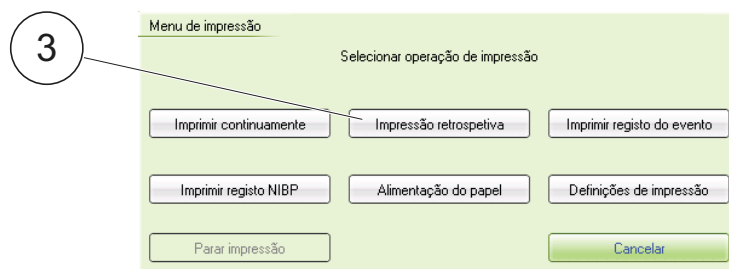 Menu de impressão
3
Selecionar operação de impressão
Imprimir continuamente
Impressão retrospetiva
Imprimir registo do evento
Imprimir registo NIBP
Alimentação do papel
Definições de impressão
Parar impressão
Cancelar